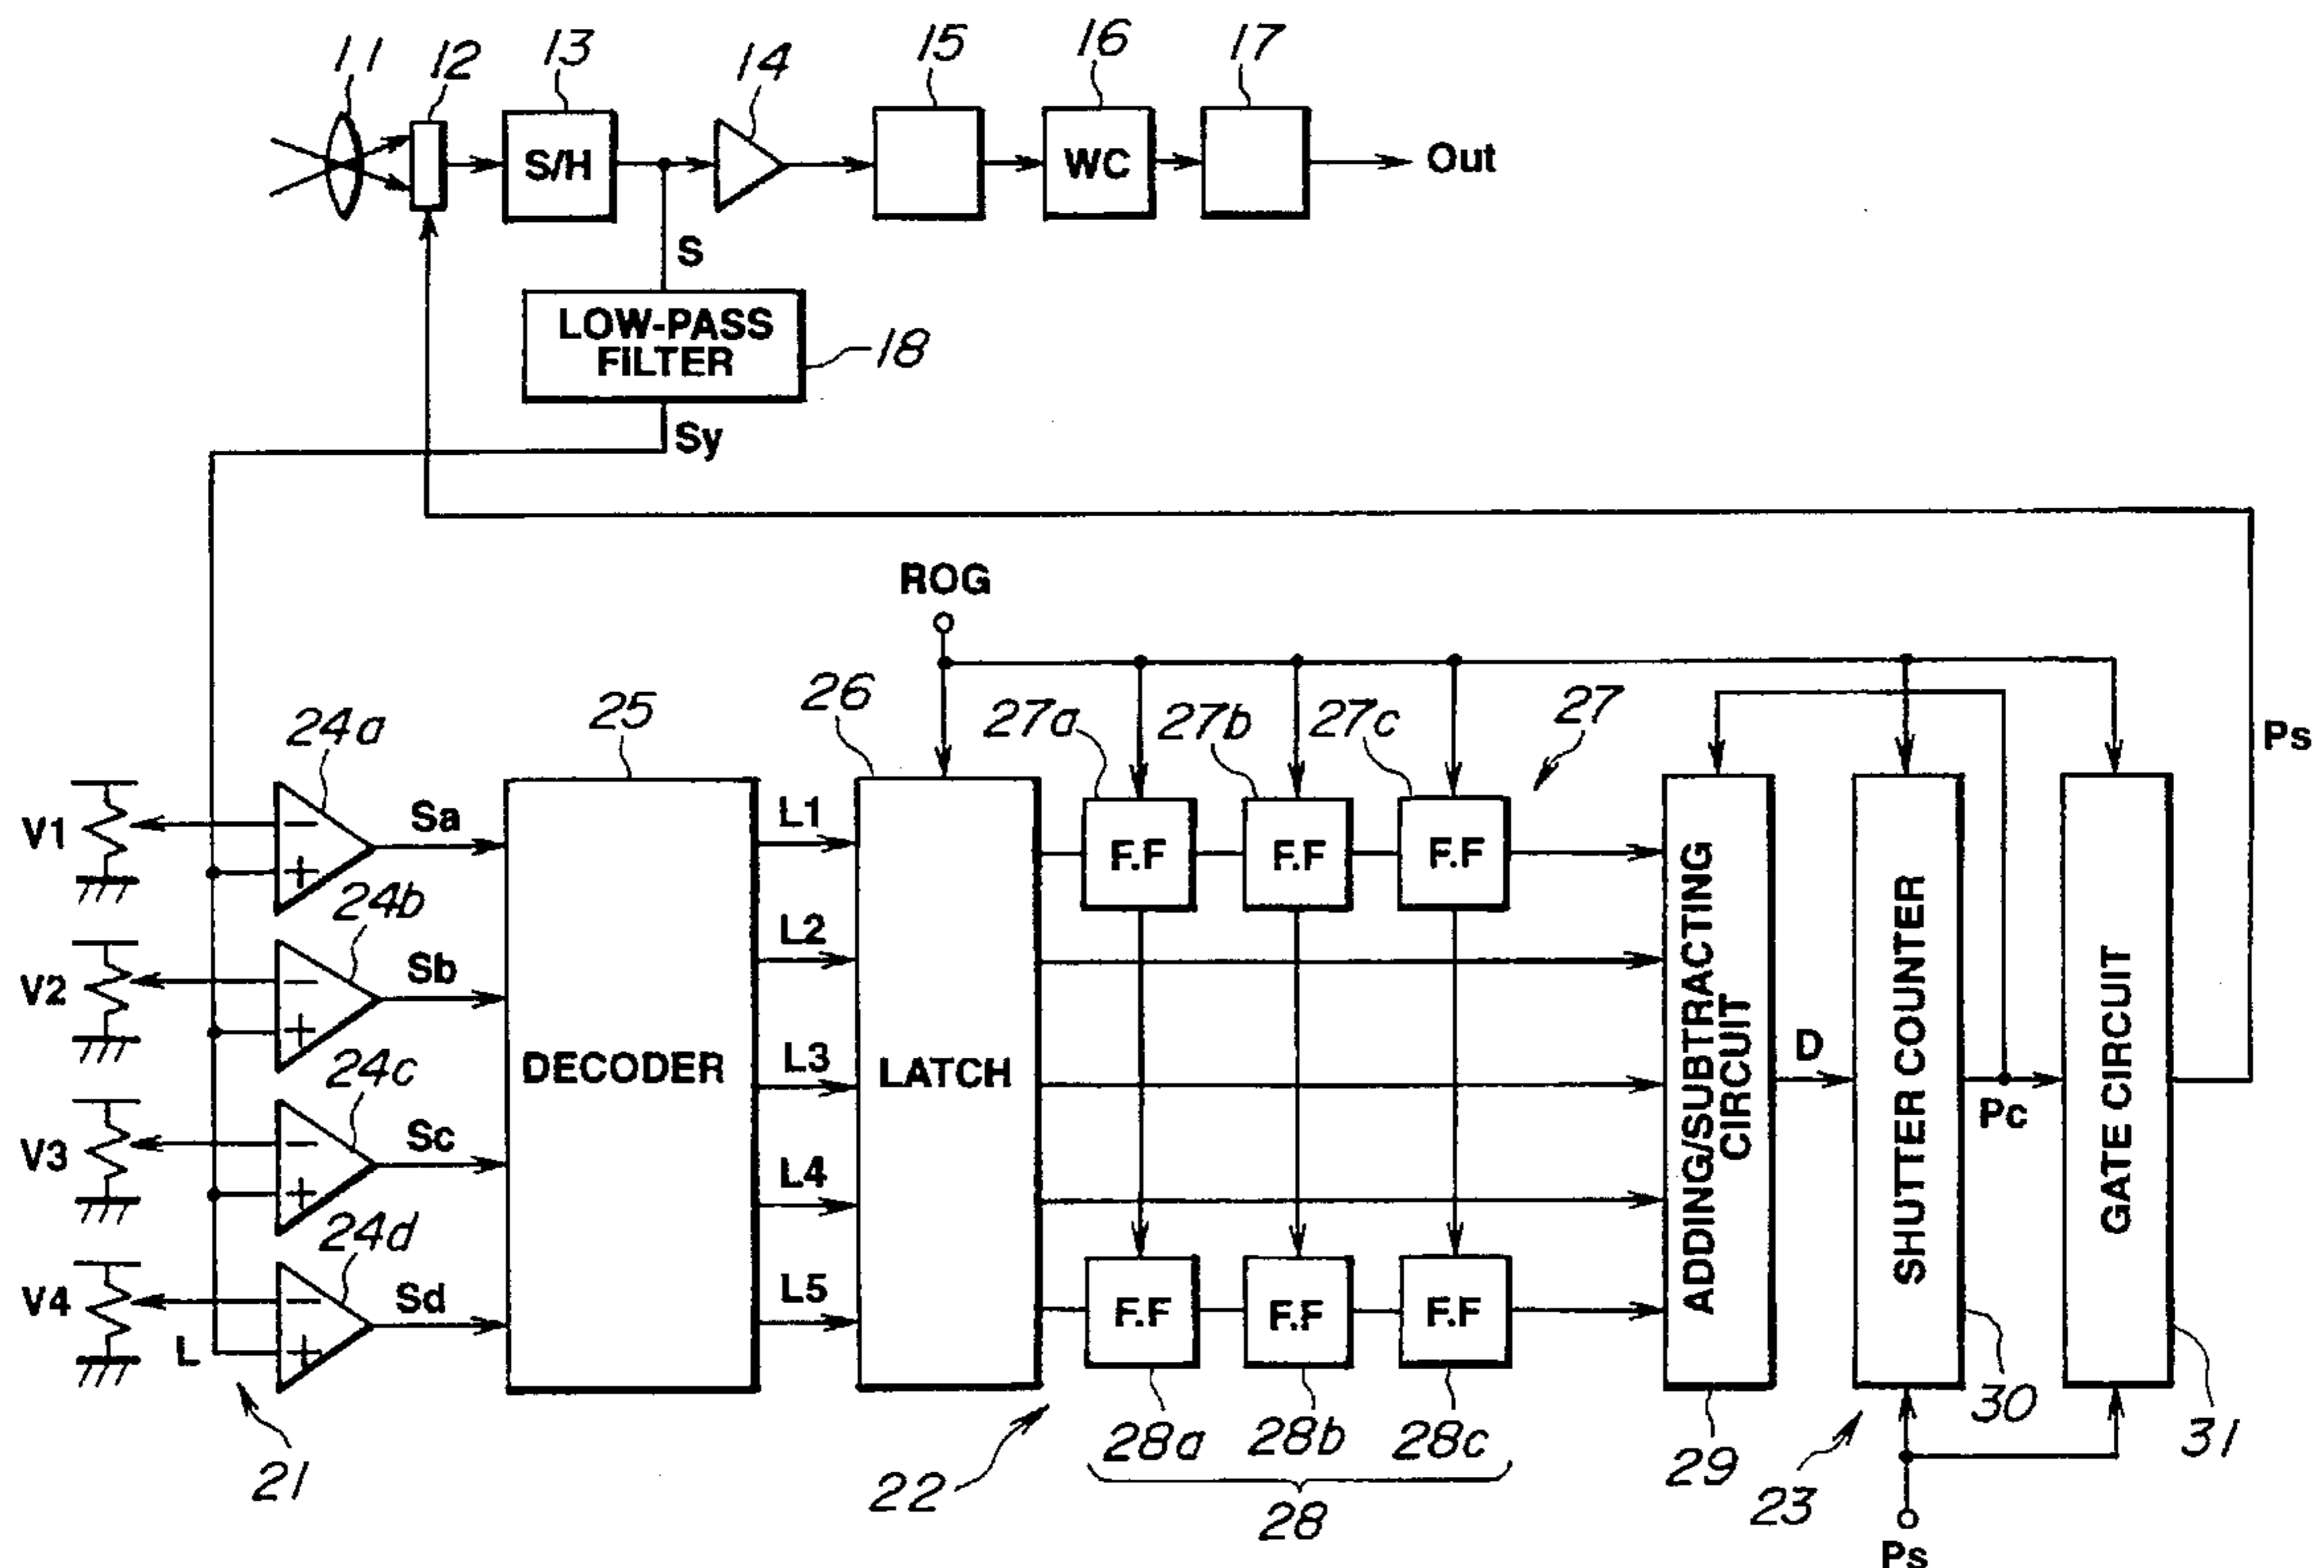 11
12
13
14
15
16
17
S/H
WC
Out
S
LOW-PASS
FILTER
18
Sy
ROG
Ps
24a
25
26
27a
27b
27c
27
V1
−
+
Sa
L1
F.F
F.F
F.F
24b
V2
−
+
Sb
L2
24c
V3
−
+
Sc
DECODER
L3
LATCH
ADDING/SUBTRACTING
CIRCUIT
D
SHUTTER COUNTER
Pc
GATE CIRCUIT
24d
V4
−
+
L
Sd
L4
L5
F.F
F.F
F.F
21
22
28a
28b
28c
28
29
23
30
31
Ps